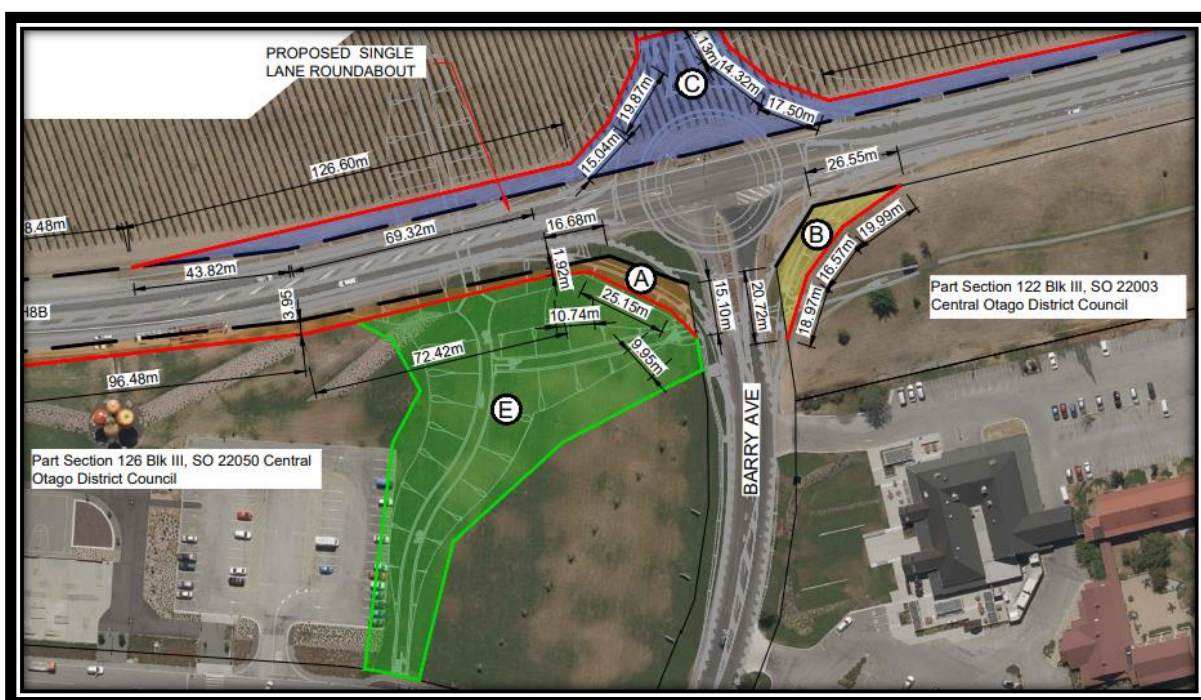 PROPOSED SINGLE
LANE ROUNDABOUT
C
14.32m
17.50m
19.87m
15.04m
126.60m
26.55m
69.32m
16.68m
43.82m
1.92m
A
B
19.99m
16.57m
18.97m
Part Section 122 Blk III, SO 22003
Central Otago District Council
3.95
25.15m
10.74m
15.10m
20.72m
72.42m
9.95m
96.48m
E
BARRY AVE
Part Section 126 Blk III, SO 22050 Central
Otago District Council